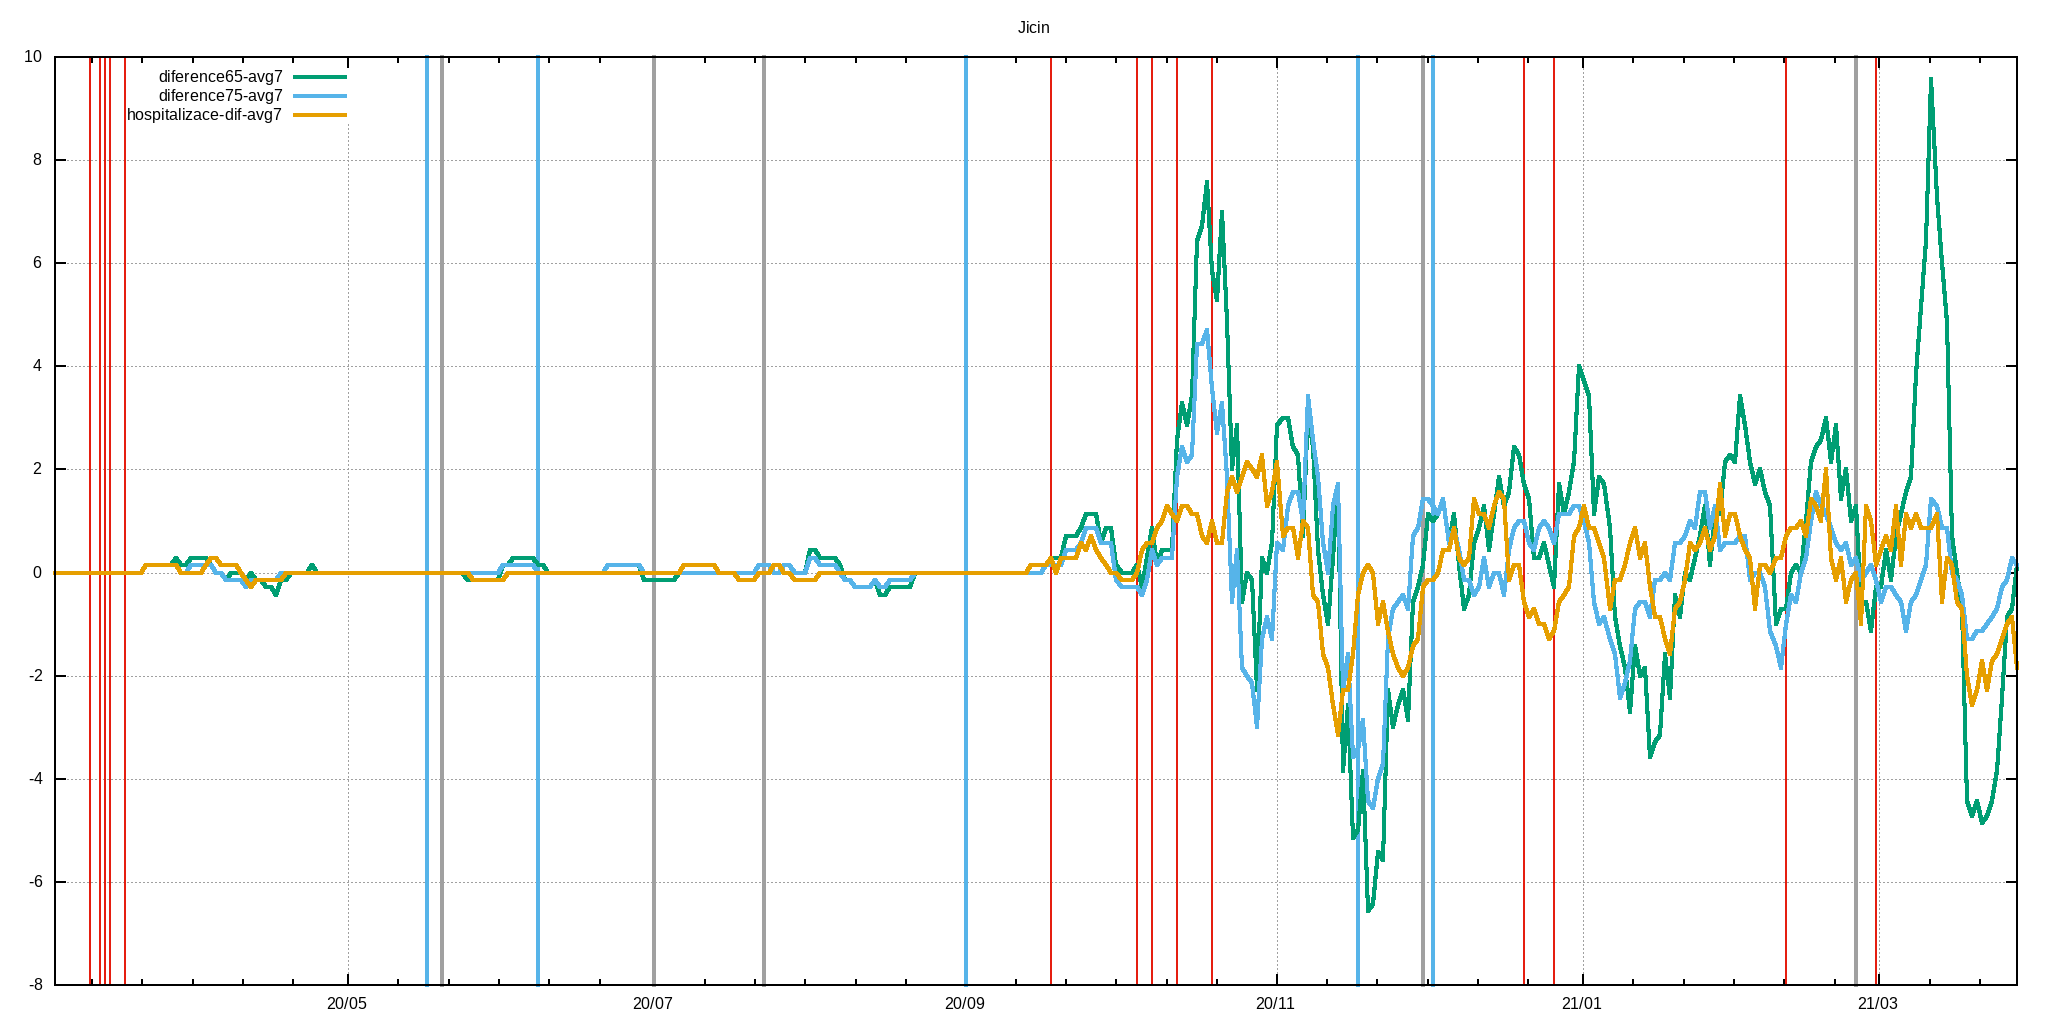 Jicin
10
diference65-avg7
diference75-avg7
hospitalizace-dif-avg7
8
6
4
2
0
-2
-4
-6
-8
20/05 20/07 20/09 20/11 21/01 21/03